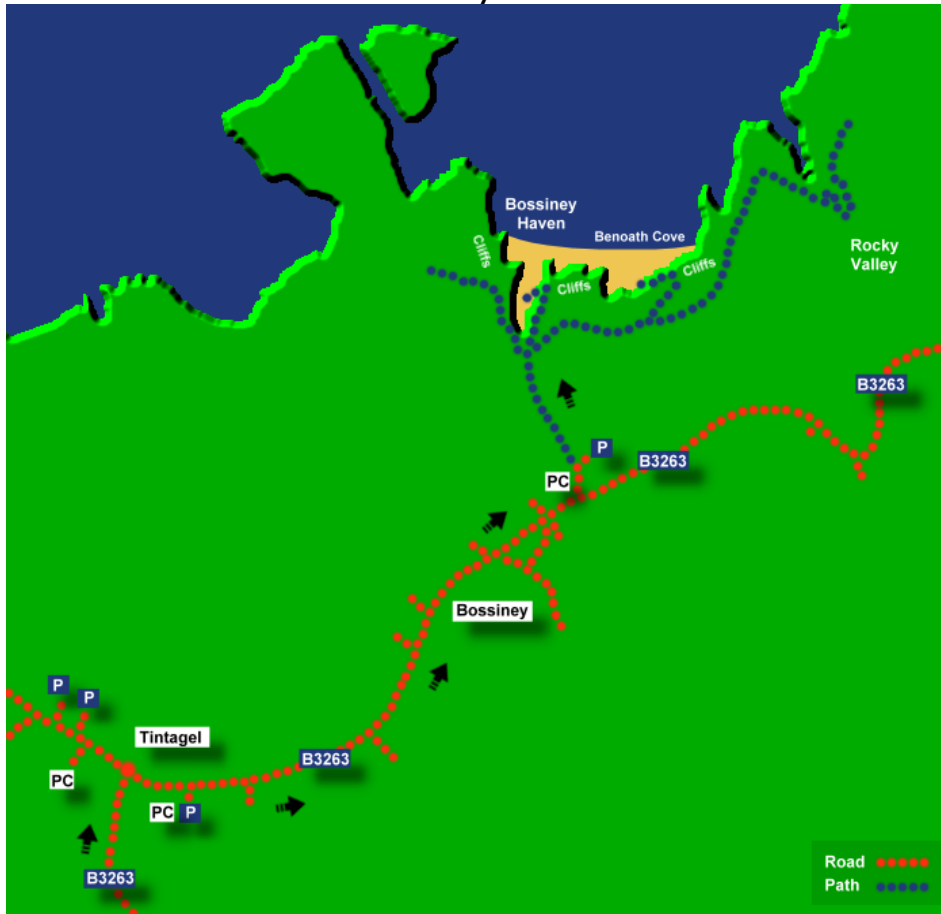 Bossiney
Haven
Benoath Cove
Cliffs
Cliffs
Cliffs
Rocky
Valley
B3263
P
B3263
PC
Bossiney
P
P
Tintagel
B3263
PC
PC
P
B3263
Road
Path